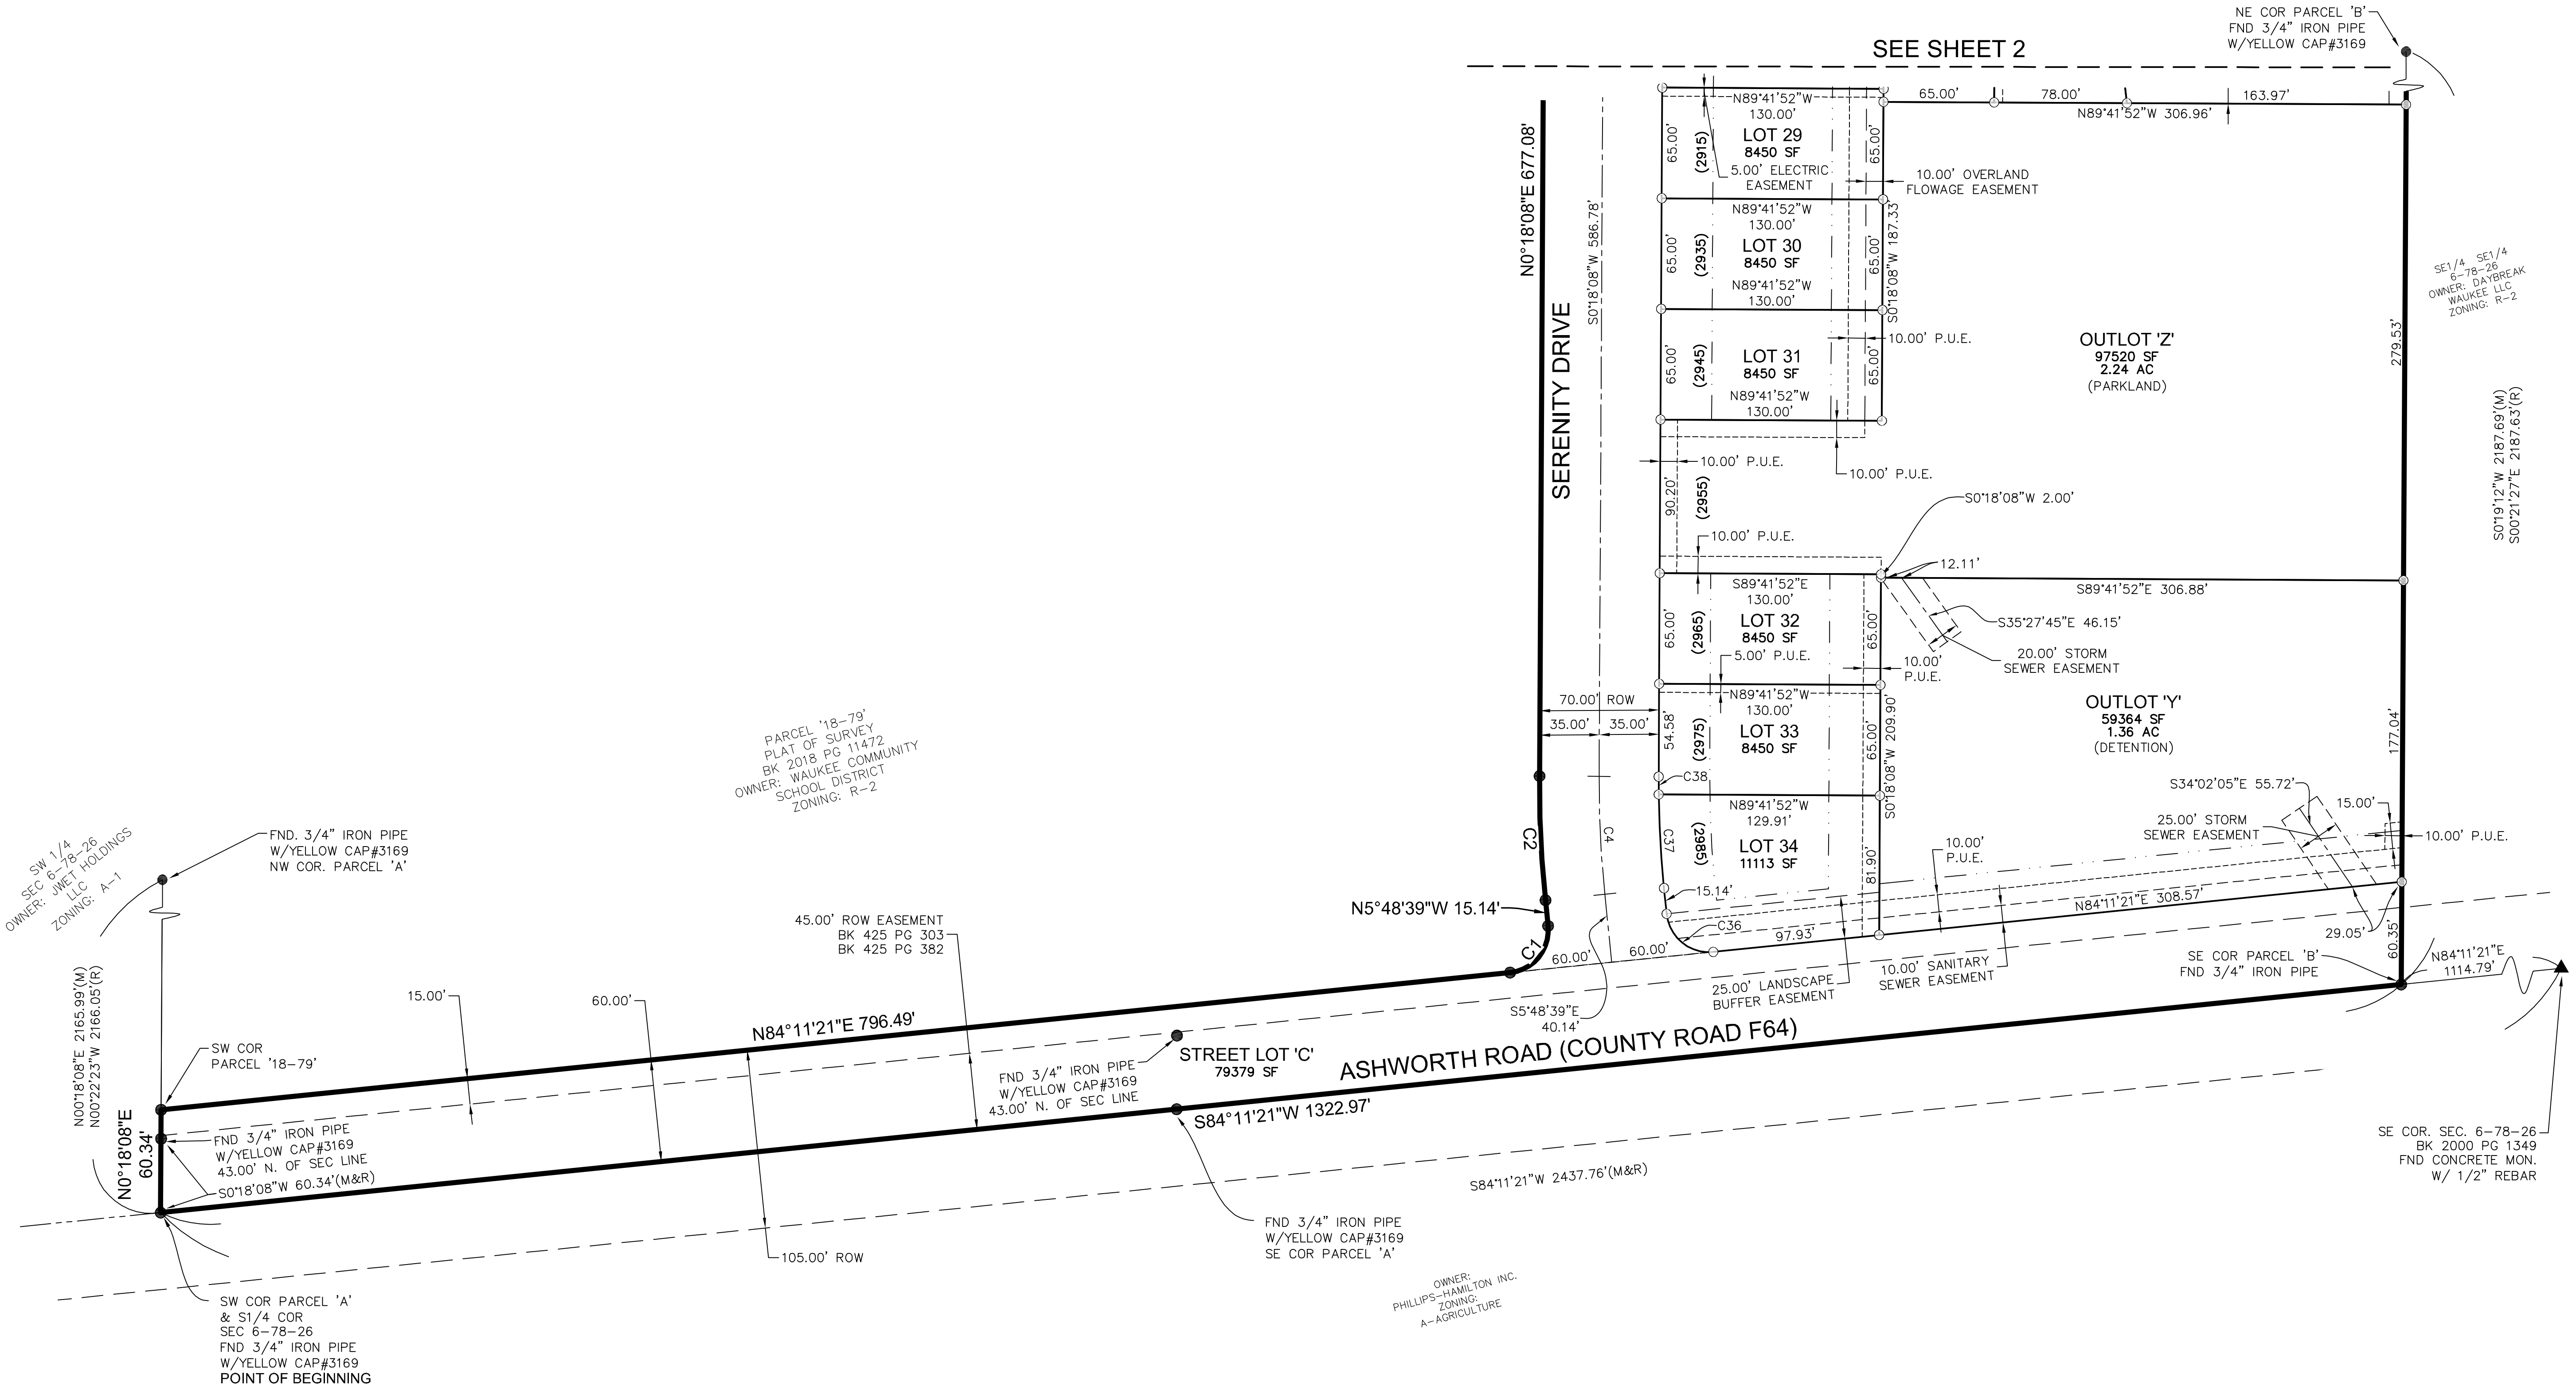 NE COR PARCEL 'B'
FND 3/4" IRON PIPE
W/YELLOW CAP#3169
SEE SHEET 2
65.00'
78.00'
163.97'
N89°41'52"W 306.96'
N89°41'52"W
130.00'
LOT 29
8450 SF
65.00'
(2915)
65.00'
5.00' ELECTRIC
EASEMENT
10.00' OVERLAND
FLOWAGE EASEMENT
N0°18'08"E 677.08'
S0°18'08"W 586.78'
N89°41'52"W
130.00'
LOT 30
8450 SF
65.00'
(2935)
65.00'
S0°18'08"W 187.33'
N89°41'52"W
130.00'
LOT 31
8450 SF
65.00'
(2945)
65.00'
10.00' P.U.E.
N89°41'52"W
130.00'
SERENITY DRIVE
OUTLOT 'Z'
97520 SF
2.24 AC
(PARKLAND)
279.53'
SE1/4 SE1/4
6-78-26
OWNER: DAYBREAK
WAUKEE LLC
ZONING: R-2
S0°19'12"W 2187.69'(M)
S00°21'27"E 2187.63'(R)
10.00' P.U.E.
10.00' P.U.E.
90.20'
(2955)
S0°18'08"W 2.00'
10.00' P.U.E.
12.11'
S89°41'52"E 306.88'
S89°41'52"E
130.00'
LOT 32
8450 SF
65.00'
(2965)
65.00'
S35°27'45"E 46.15'
20.00' STORM
SEWER EASEMENT
5.00' P.U.E.
10.00'
P.U.E.
N89°41'52"W
130.00'
LOT 33
8450 SF
54.58'
(2975)
65.00'
S0°18'08"W 209.90'
70.00' ROW
35.00'
35.00'
OUTLOT 'Y'
59364 SF
1.36 AC
(DETENTION)
177.04'
S34°02'05"E 55.72'
15.00'
25.00' STORM
SEWER EASEMENT
10.00' P.U.E.
C38
N89°41'52"W
129.91'
LOT 34
11113 SF
C37
(2985)
81.90'
C2
C4
10.00'
P.U.E.
15.14'
N5°48'39"W 15.14'
C36
C1
97.93'
N84°11'21"E 308.57'
29.05'
60.35'
60.00'
60.00'
25.00' LANDSCAPE
BUFFER EASEMENT
10.00' SANITARY
SEWER EASEMENT
SE COR PARCEL 'B'
FND 3/4" IRON PIPE
N84°11'21"E
1114.79'
S5°48'39"E
40.14'
PARCEL '18-79'
PLAT OF SURVEY
BK 2018 PG 11472
OWNER: WAUKEE COMMUNITY
SCHOOL DISTRICT
ZONING: R-2
SW 1/4
SEC 6-78-26
OWNER: JWET HOLDINGS
LLC
ZONING: A-1
FND. 3/4" IRON PIPE
W/YELLOW CAP#3169
NW COR. PARCEL 'A'
45.00' ROW EASEMENT
BK 425 PG 303
BK 425 PG 382
15.00'
60.00'
N00°18'08"E 2165.99'(M)
N00°22'23"W 2166.05'(R)
SW COR
PARCEL '18-79'
N84°11'21"E 796.49'
N0°18'08"E
60.34'
FND 3/4" IRON PIPE
W/YELLOW CAP#3169
43.00' N. OF SEC LINE
S0°18'08"W 60.34'(M&R)
FND 3/4" IRON PIPE
W/YELLOW CAP#3169
43.00' N. OF SEC LINE
STREET LOT 'C'
79379 SF
ASHWORTH ROAD (COUNTY ROAD F64)
S84°11'21"W 1322.97'
S84°11'21"W 2437.76'(M&R)
SE COR. SEC. 6-78-26
BK 2000 PG 1349
FND CONCRETE MON.
W/ 1/2" REBAR
105.00' ROW
FND 3/4" IRON PIPE
W/YELLOW CAP#3169
SE COR PARCEL 'A'
OWNER:
PHILLIPS-HAMILTON INC.
ZONING:
A-AGRICULTURE
SW COR PARCEL 'A'
& S1/4 COR
SEC 6-78-26
FND 3/4" IRON PIPE
W/YELLOW CAP#3169
POINT OF BEGINNING